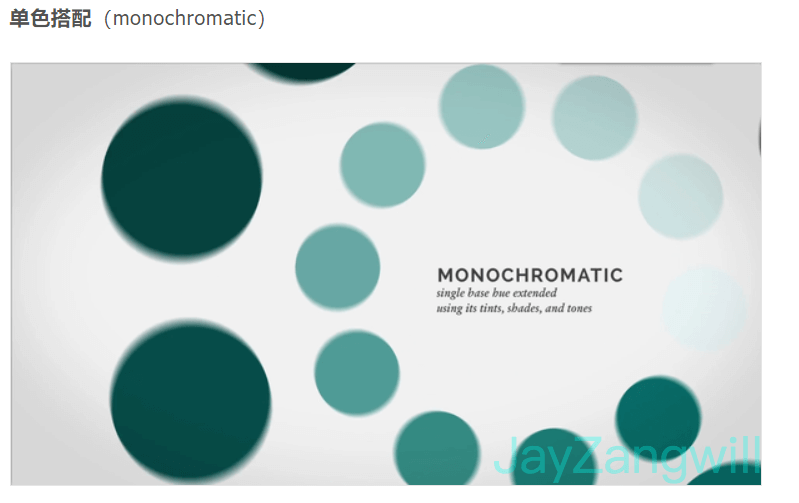 单色搭配（monochromatic）
MONOCHROMATIC
single base hue extended
using its tints, shades, and tones
JayZangwill